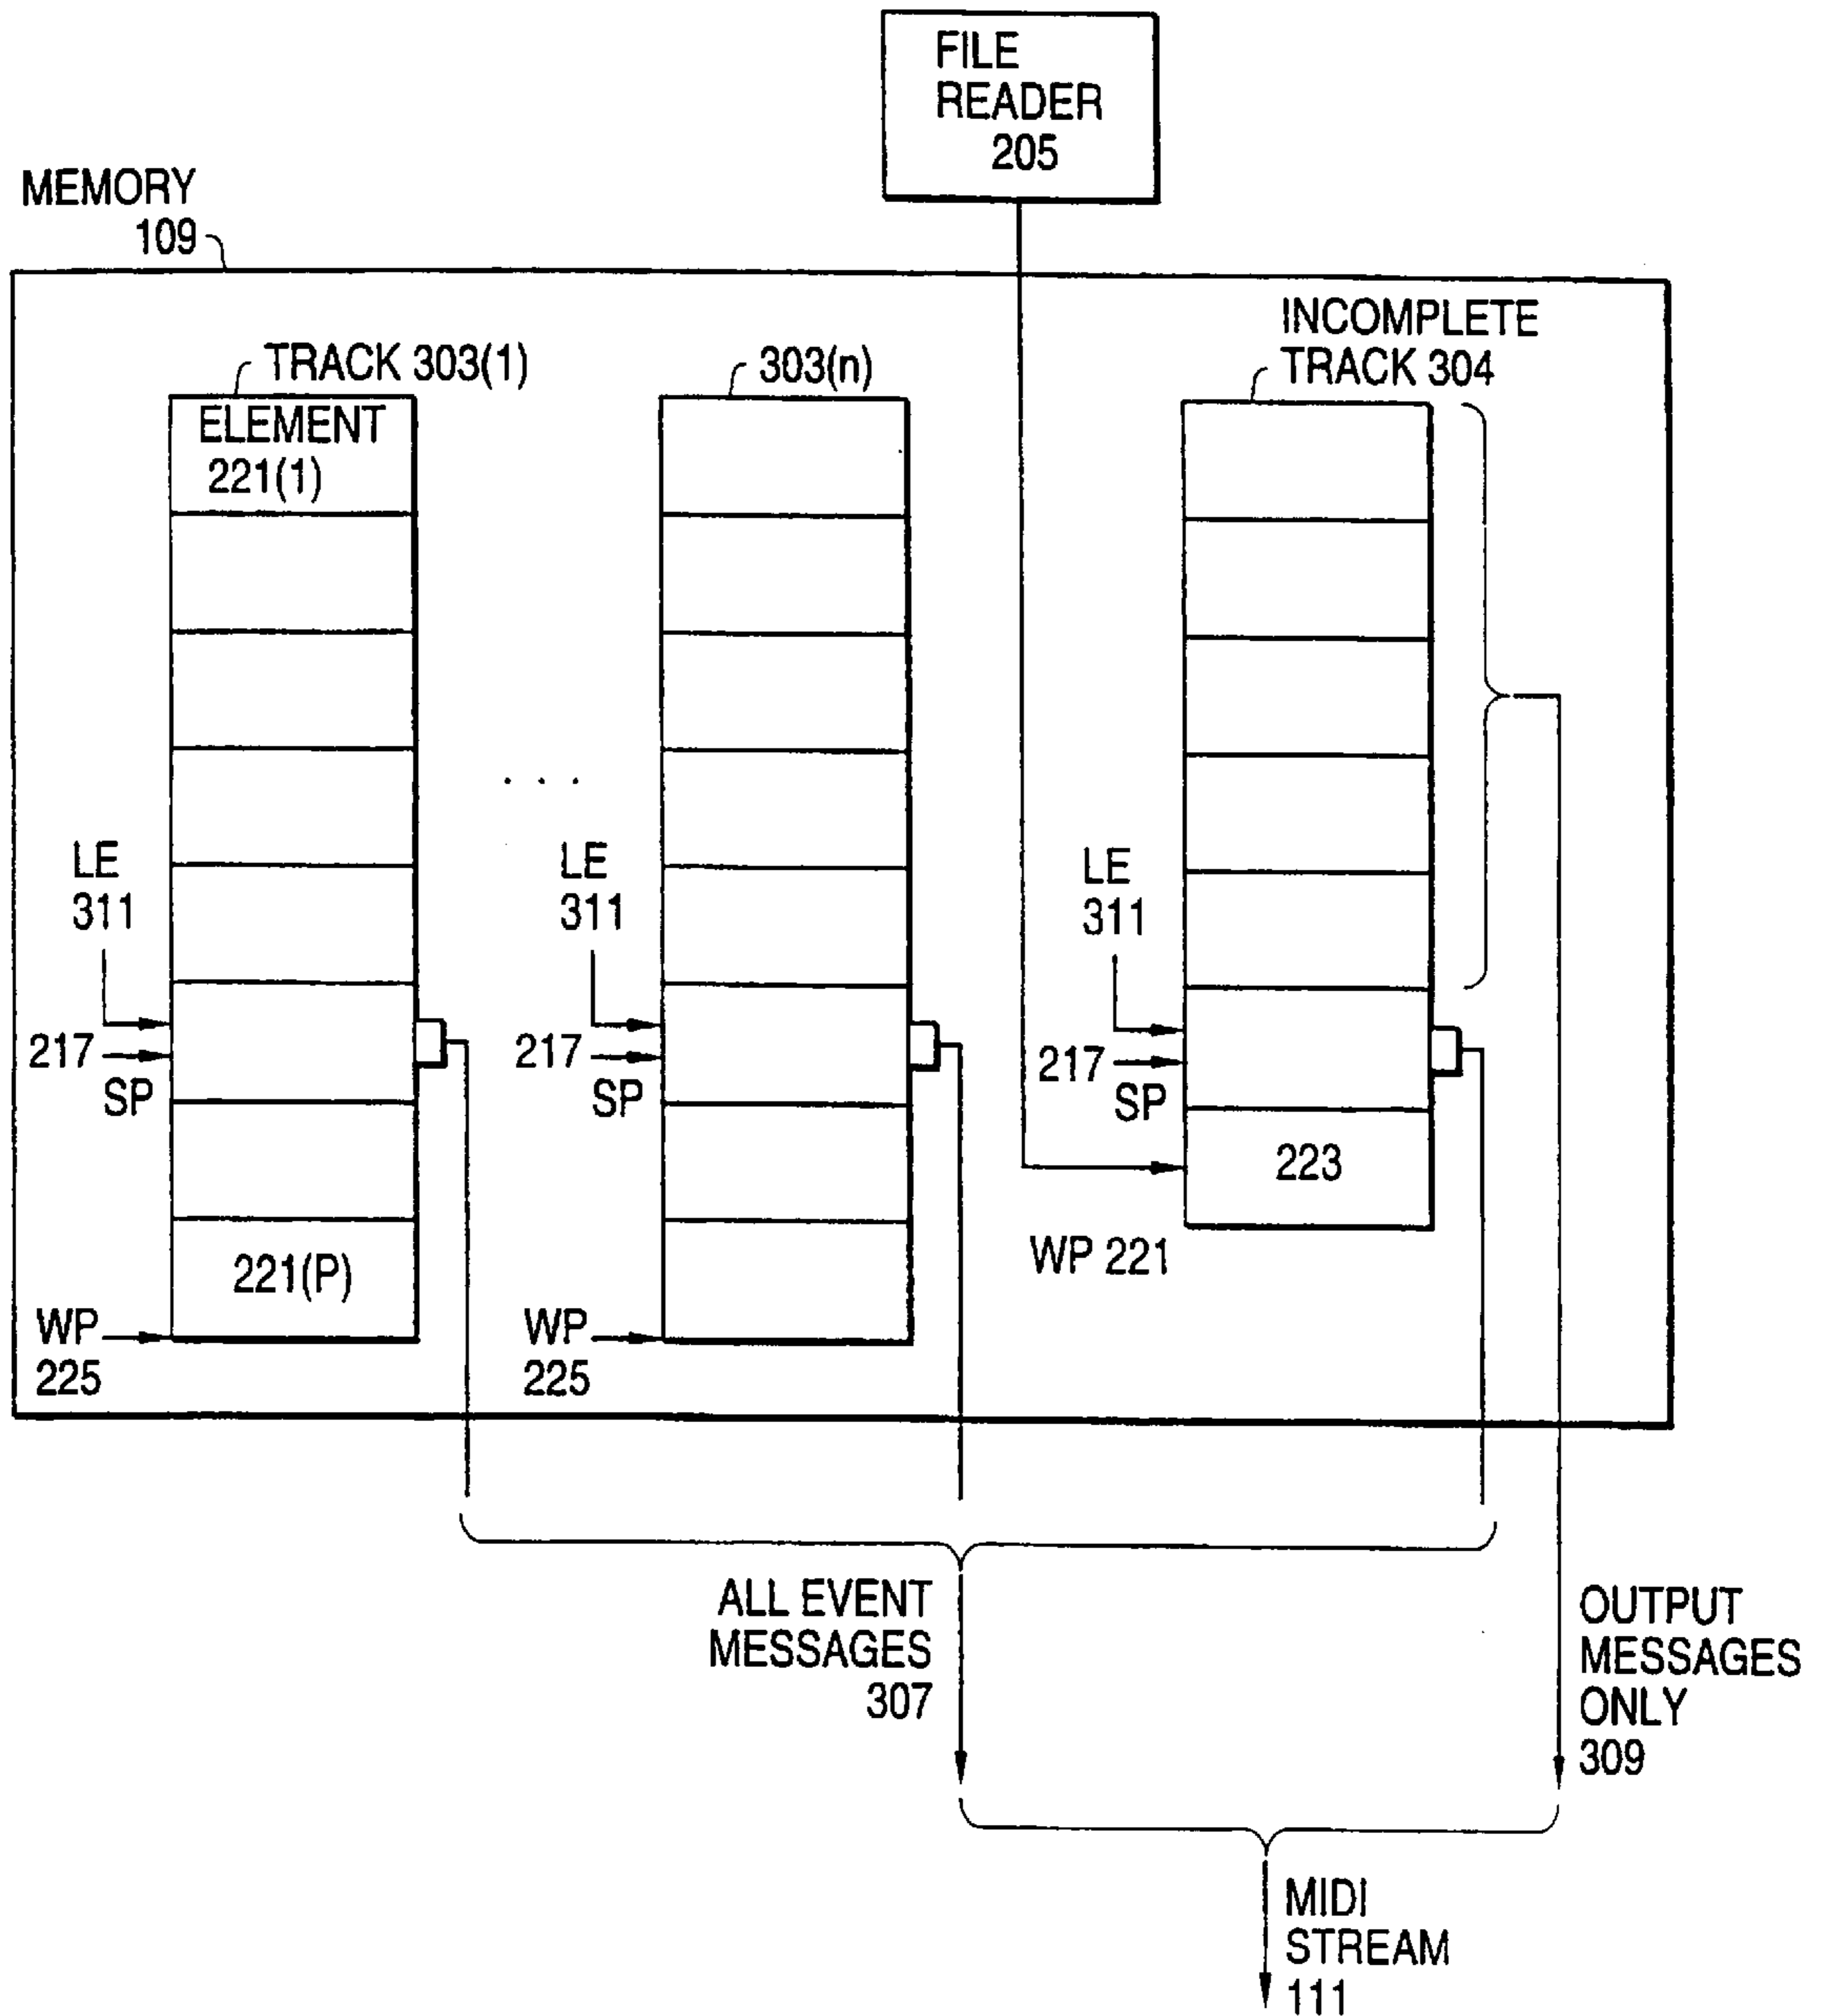 FILE
READER
205
MEMORY
109
INCOMPLETE
TRACK 304
TRACK 303(1)
303(n)
ELEMENT
221(1)
. . .
LE
311
LE
311
LE
311
217
SP
217
SP
217
SP
223
221(P)
WP 221
WP
225
WP
225
ALL EVENT
MESSAGES
307
OUTPUT
MESSAGES
ONLY
309
MIDI
STREAM
111